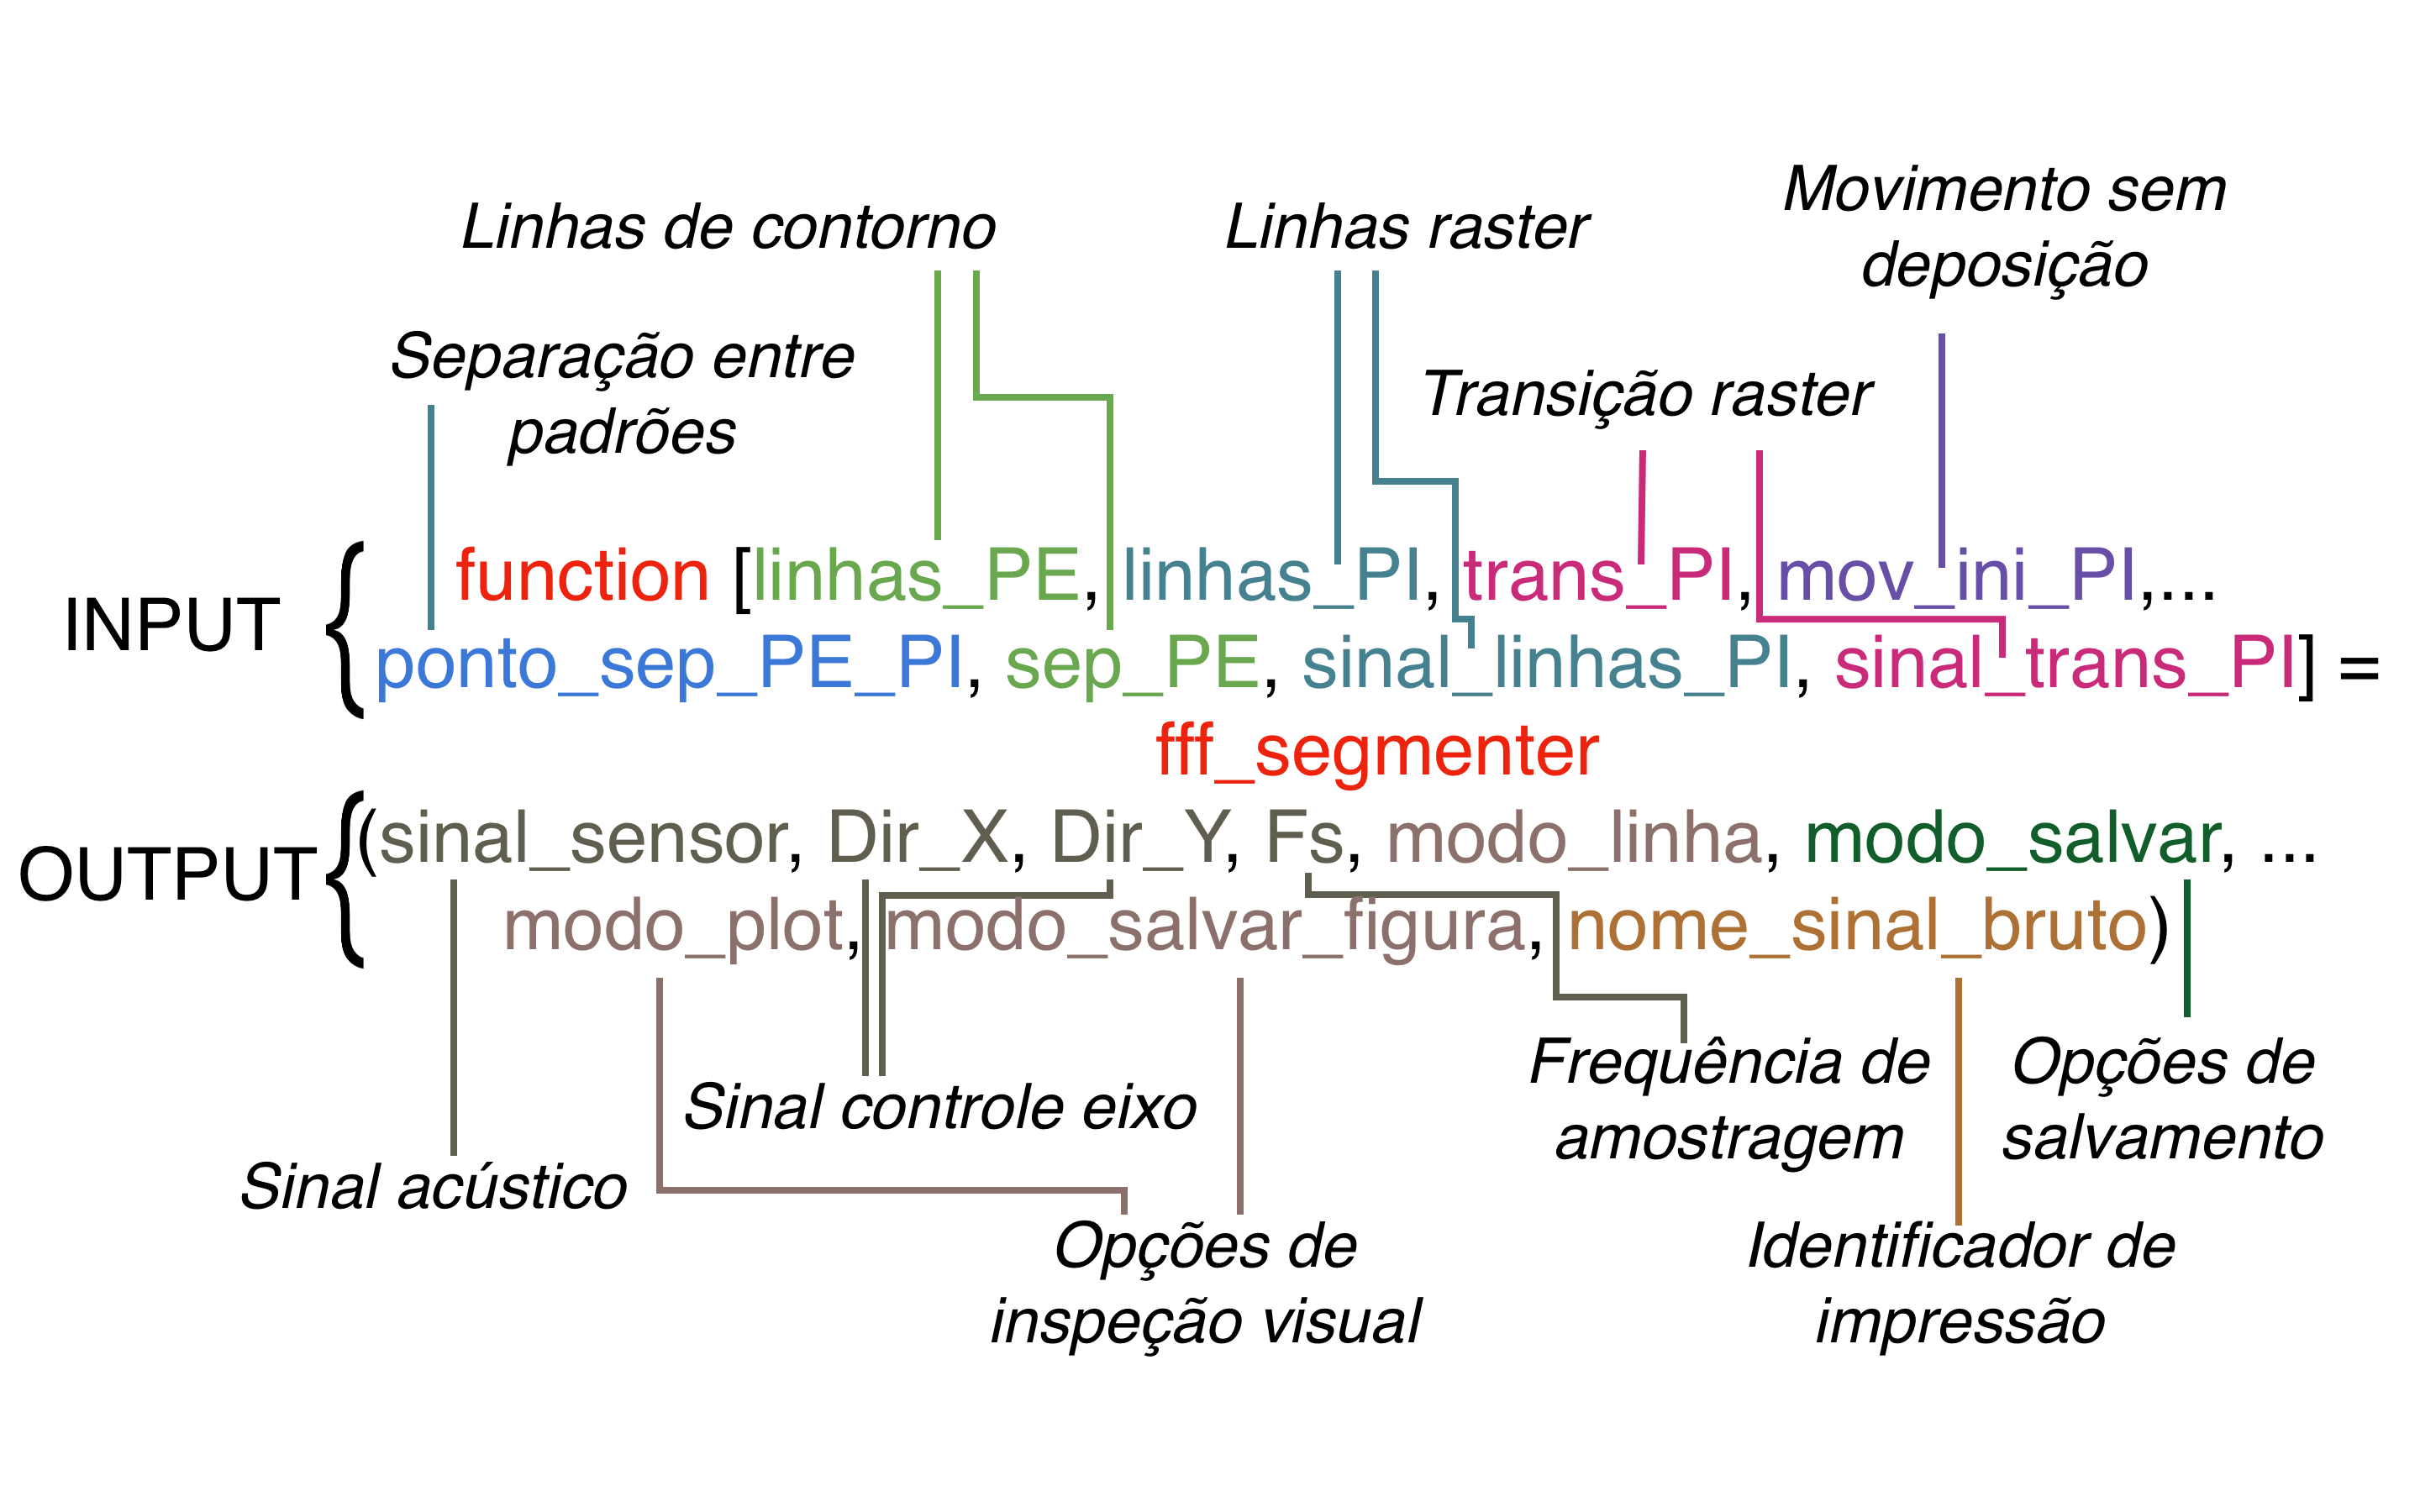 Linhas de contorno
Linhas raster
Movimento sem
deposição
Separação entre
padrões
Transição raster
INPUT
function [linhas_PE, linhas_PI, trans_PI, mov_ini_PI,...
ponto_sep_PE_PI, sep_PE, sinal_linhas_PI, sinal_trans_PI] =
fff_segmenter
OUTPUT
(sinal_sensor, Dir_X, Dir_Y, Fs, modo_linha, modo_salvar, ...
modo_plot, modo_salvar_figura, nome_sinal_bruto)
Sinal acústico
Sinal controle eixo
Opções de
inspeção visual
Frequência de
amostragem
Identificador de
impressão
Opções de
salvamento